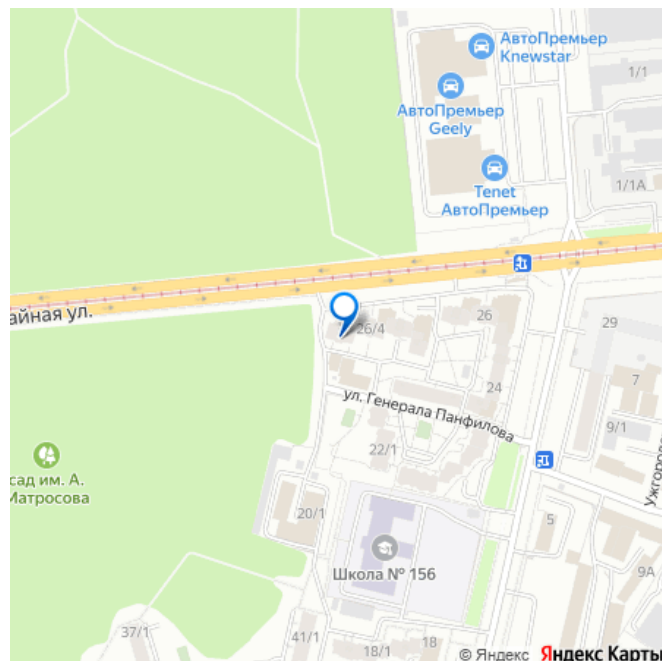 АвтоПремьер
Knewstar
1/1
АвтоПремьер
Geely
Tenet
АвтоПремьер
1/1А
айная ул.
26/4
26
29
7
24
ул. Генерала Панфилова
9/1
22/1
Ужгород
сад им. А.
Матросова
20/1
5
Школа № 156
9А
37/1
41/1
18
18/1
© Яндекс Яндекс Карты